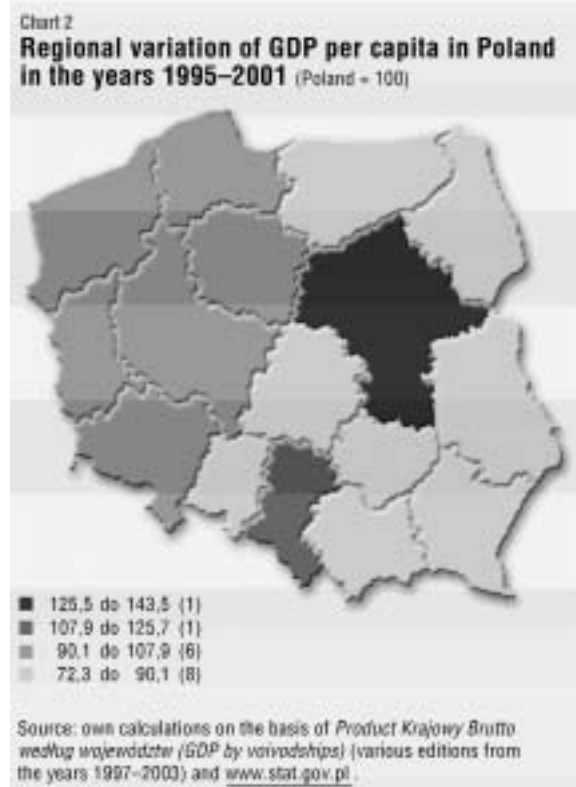 Chart 2
Regional variation of GDP per capita in Poland
in the years 1995–2001 (Poland = 100)
125,5 do 143,5 (1)
107,9 do 125,7 (1)
90,1 do 107,9 (6)
72,3 do 90,1 (8)
Source: own calculations on the basis of Product Krajowy Brutto
według województw (GDP by voivodships) (various editions from
the years 1997–2003) and www.stat.gov.pl .